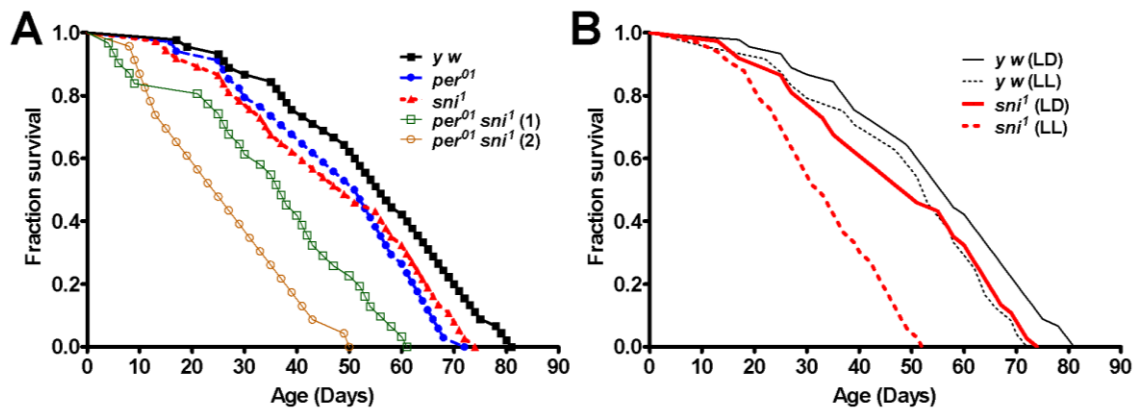 A
Fraction survival
1.0
0.8
0.6
0.4
0.2
0.0
y w
per⁰¹
sni¹
per⁰¹ sni¹ (1)
per⁰¹ sni¹ (2)
0 10 20 30 40 50 60 70 80 90
Age (Days)
B
Fraction survival
1.0
0.8
0.6
0.4
0.2
0.0
y w (LD)
y w (LL)
sni¹ (LD)
sni¹ (LL)
0 10 20 30 40 50 60 70 80 90
Age (Days)